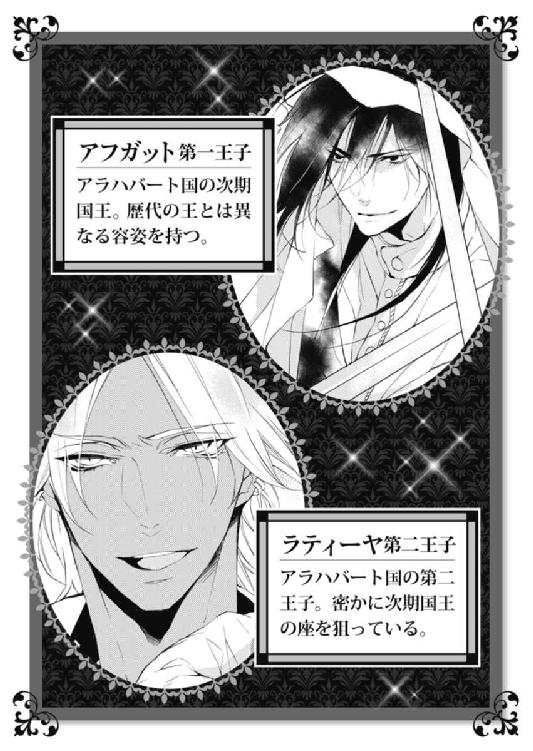 アフガット 第一王子
アラハバート国の次期
国王。歴代の王とは異
なる容姿を持つ。
ラティーヤ 第二王子
アラハバート国の第二
王子。密かに次期国王
の座を狙っている。